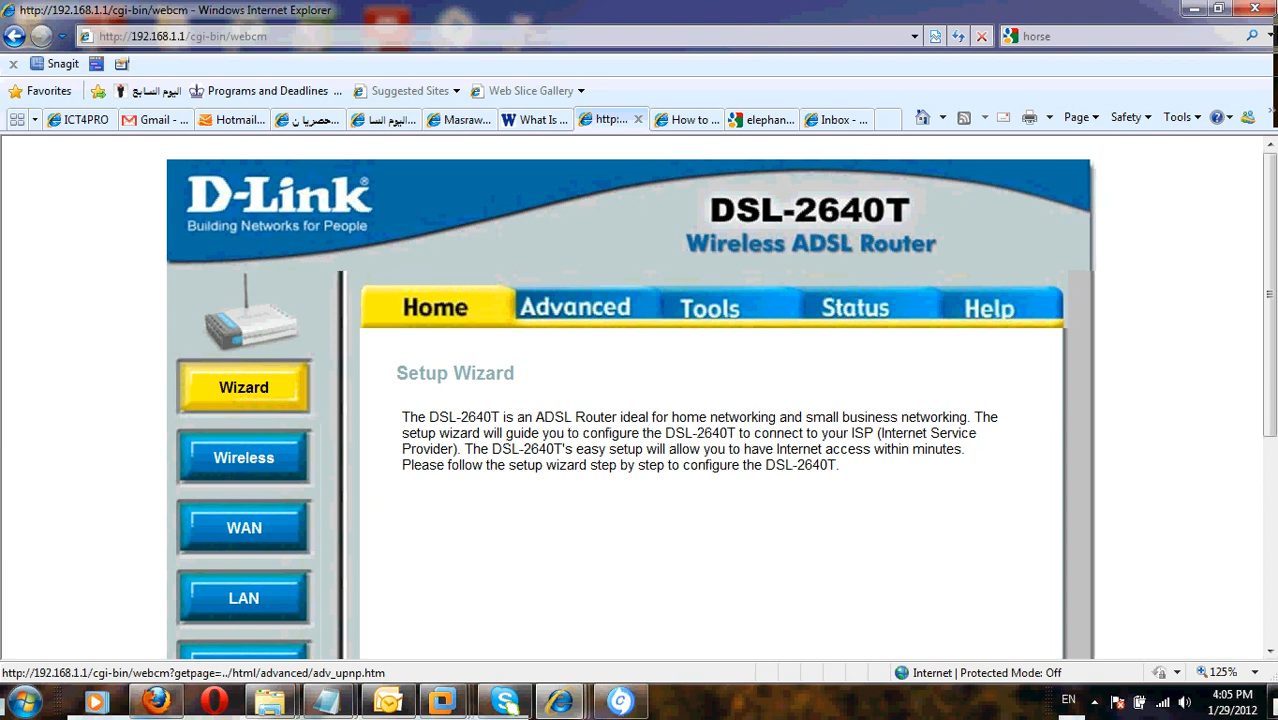 http://192.168.1.1/cgi-bin/webcm - Windows Internet Explorer
http://192.168.1.1/cgi-bin/webcm
horse
x Snagit
Favorites اليوم السابع Programs and Deadlines ... Suggested Sites Web Slice Gallery
ICT4PRO Gmail - ... Hotmail... حصريا ن... اليوم السا... Masraw... What Is ... http:... x How to ... elephan... Inbox - ... Page Safety Tools
D-Link®
Building Networks for People
DSL-2640T
Wireless ADSL Router
Home Advanced Tools Status Help
Wizard
Wireless
WAN
LAN
Setup Wizard
The DSL-2640T is an ADSL Router ideal for home networking and small business networking. The
setup wizard will guide you to configure the DSL-2640T to connect to your ISP (Internet Service
Provider). The DSL-2640T's easy setup will allow you to have Internet access within minutes.
Please follow the setup wizard step by step to configure the DSL-2640T.
http://192.168.1.1/cgi-bin/webcm?getpage=../html/advanced/adv_upnp.htm
Internet | Protected Mode: Off
125%
EN
4:05 PM
1/29/2012